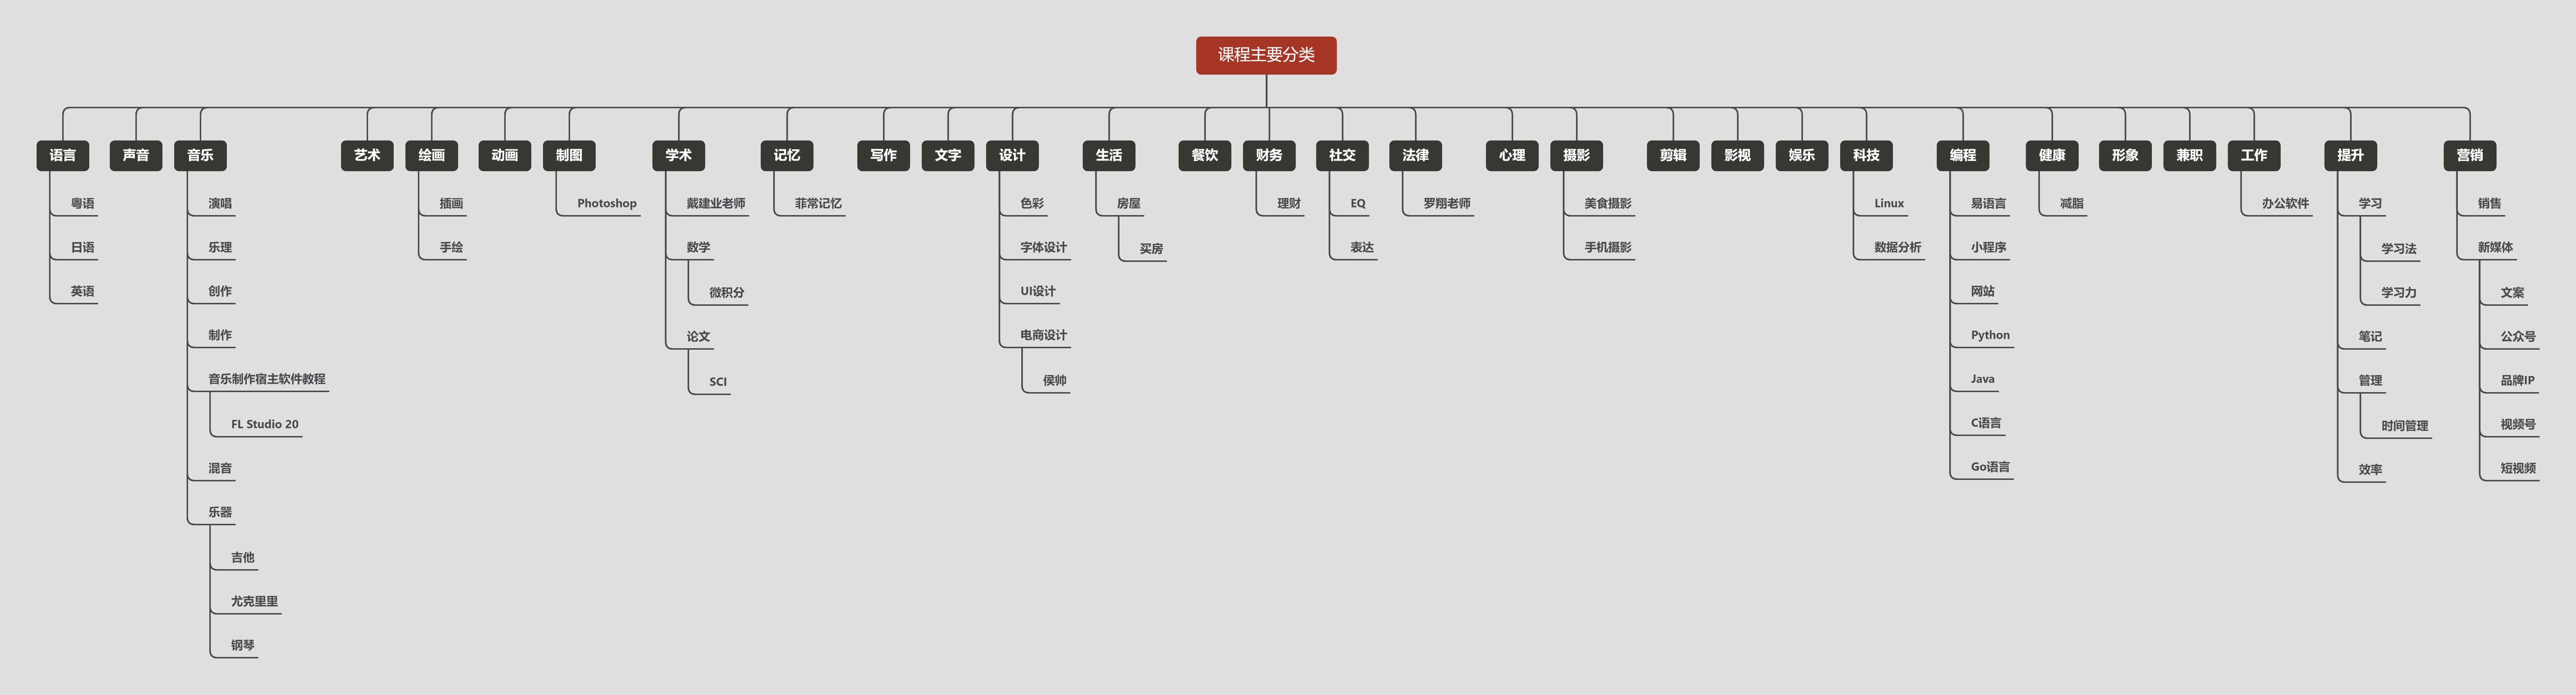 课程主要分类
语言
粤语
日语
英语
声音
音乐
演唱
乐理
创作
制作
音乐制作宿主软件教程
FL Studio 20
混音
乐器
吉他
尤克里里
钢琴
艺术
绘画
插画
手绘
动画
制图
Photoshop
学术
戴建业老师
数学
微积分
论文
SCI
记忆
菲常记忆
写作
文字
设计
色彩
字体设计
UI设计
电商设计
侯帅
生活
房屋
买房
餐饮
财务
理财
社交
EQ
表达
法律
罗翔老师
心理
摄影
美食摄影
手机摄影
剪辑
影视
娱乐
科技
Linux
数据分析
编程
易语言
小程序
网站
Python
Java
C语言
Go语言
健康
减脂
形象
兼职
工作
办公软件
提升
学习
学习法
学习力
笔记
管理
时间管理
效率
营销
销售
新媒体
文案
公众号
品牌IP
视频号
短视频